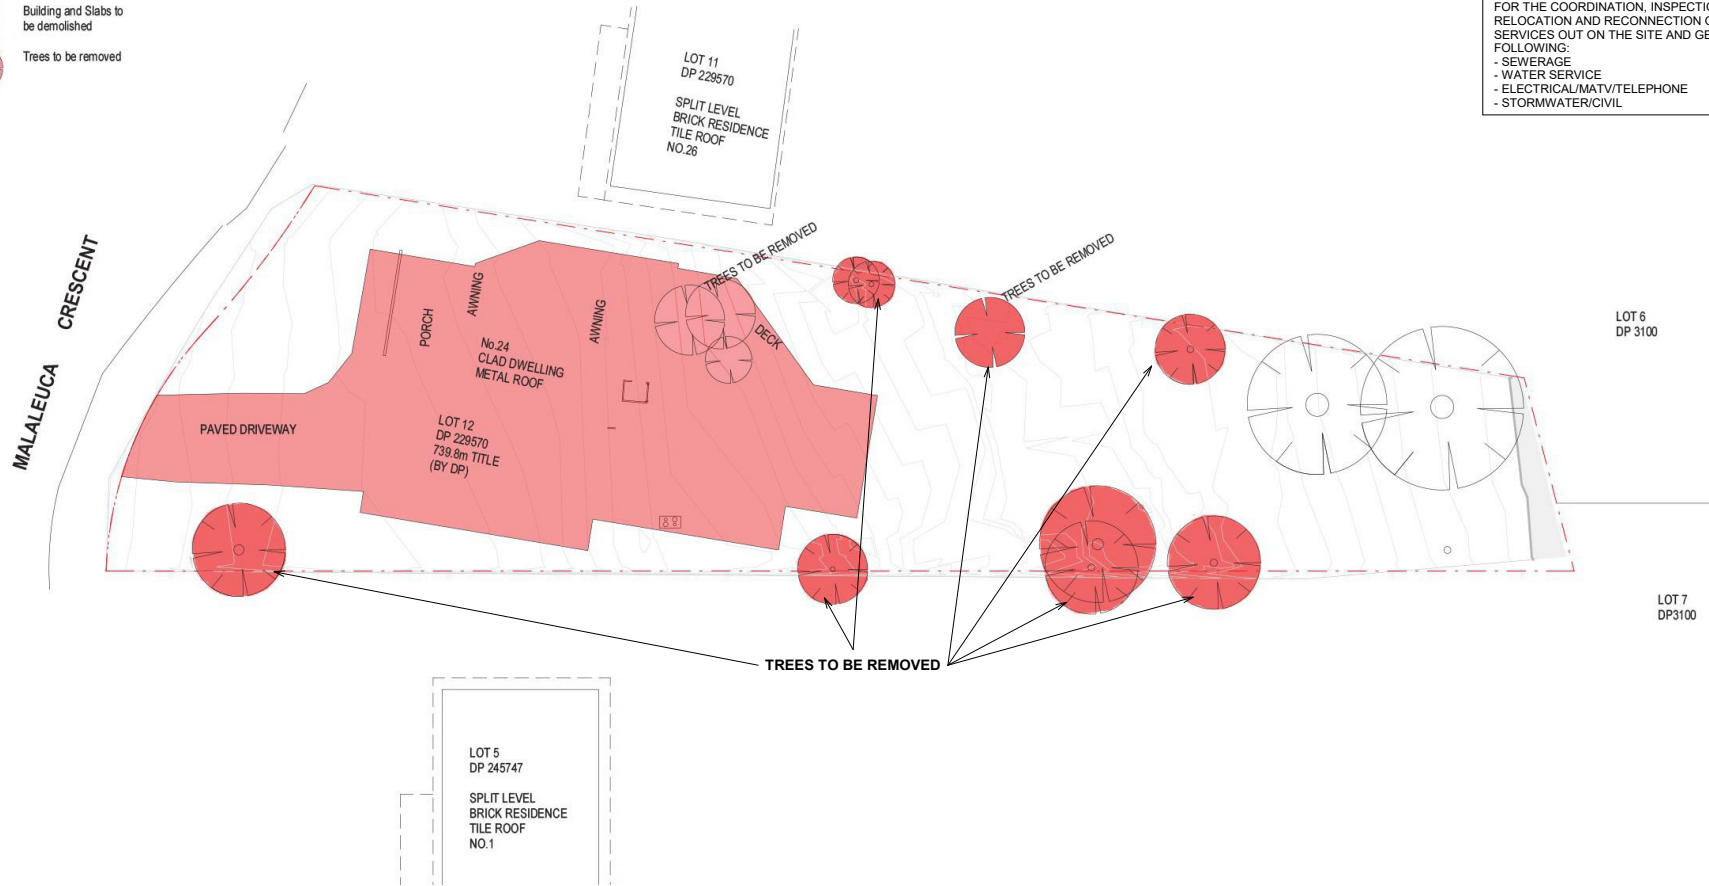 Building and Slabs to
be demolished
Trees to be removed
FOR THE COORDINATION, INSPECTIO
RELOCATION AND RECONNECTION O
SERVICES OUT ON THE SITE AND GE
FOLLOWING:
- SEWERAGE
- WATER SERVICE
- ELECTRICAL/MATV/TELEPHONE
- STORMWATER/CIVIL
LOT 11
DP 229570
SPLIT LEVEL
BRICK RESIDENCE
TILE ROOF
NO.26
MALALEUCA CRESCENT
TREES TO BE REMOVED
TREES TO BE REMOVED
PORCH
AWNING
AWNING
DECK
No.24
CLAD DWELLING
METAL ROOF
PAVED DRIVEWAY
LOT 12
DP 229570
739.8m TITLE
(BY DP)
LOT 6
DP 3100
LOT 7
DP3100
TREES TO BE REMOVED
LOT 5
DP 245747
SPLIT LEVEL
BRICK RESIDENCE
TILE ROOF
NO.1